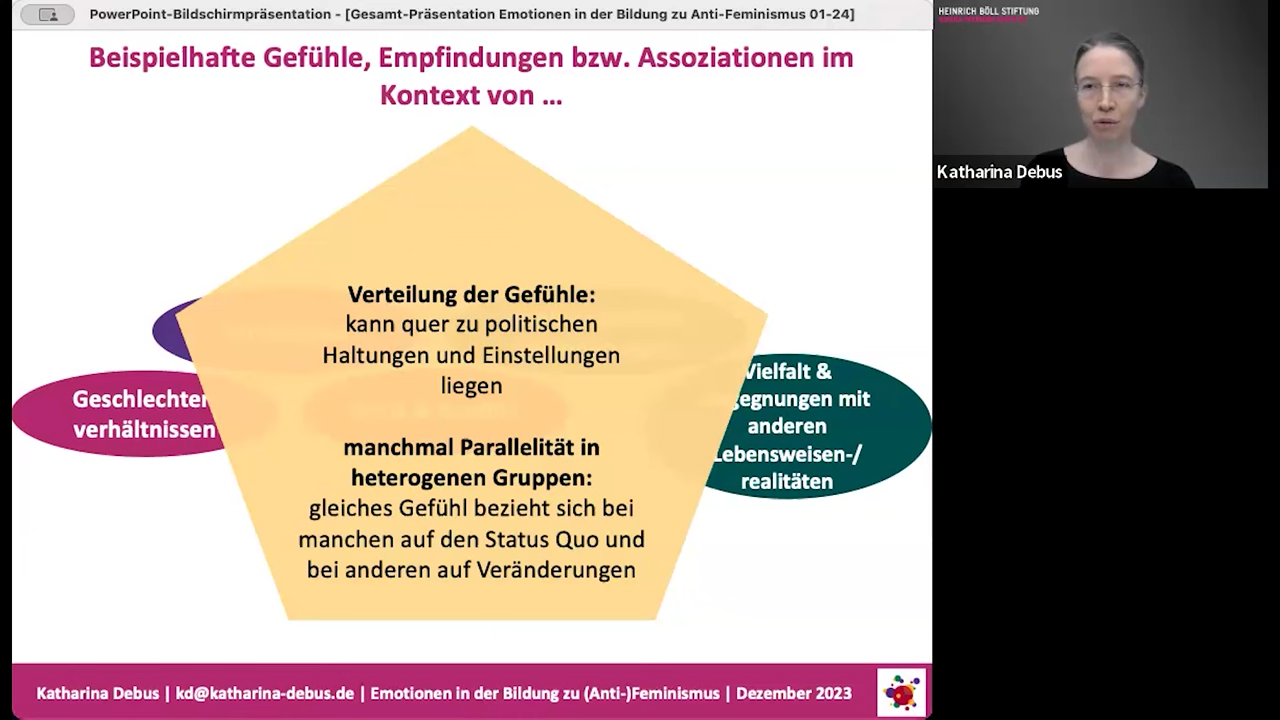 PowerPoint-Bildschirmpräsentation - [Gesamt-Präsentation Emotionen in der Bildung zu Anti-Feminismus 01-24]
HEINRICH BÖLL STIFTUNG
Beispielhafte Gefühle, Empfindungen bzw. Assoziationen im
Kontext von ...
Katharina Debus
Verteilung der Gefühle:
kann quer zu politischen
Haltungen und Einstellungen
liegen
manchmal Parallelität in
heterogenen Gruppen:
gleiches Gefühl bezieht sich bei
manchen auf den Status Quo und
bei anderen auf Veränderungen
Geschlechter
verhältnissen
Vielfalt &
gegnungen mit
anderen
Lebensweisen-/
realitäten
Katharina Debus | kd@katharina-debus.de | Emotionen in der Bildung zu (Anti-)Feminismus | Dezember 2023